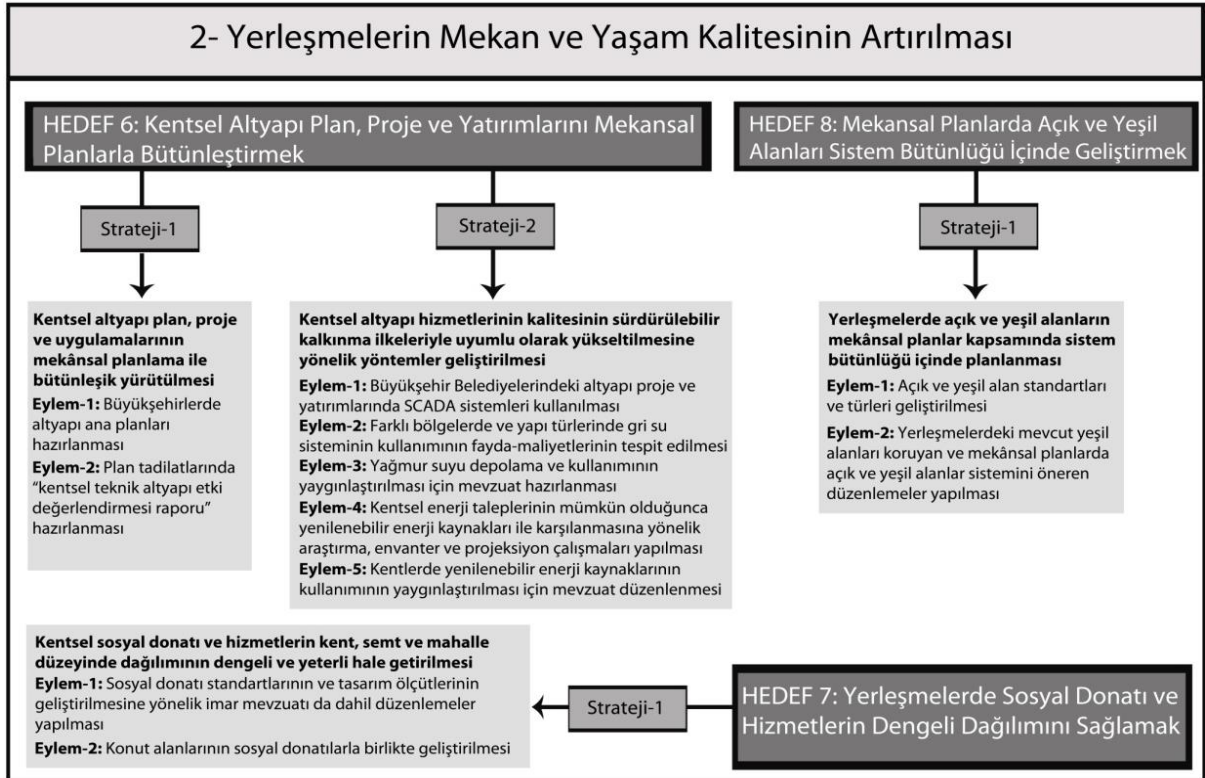 2- Yerleşmelerin Mekan ve Yaşam Kalitesinin Artırılması
HEDEF 6: Kentsel Altyapı Plan, Proje ve Yatırımlarını Mekansal
Planlarla Bütünleştirmek
Strateji-1
Kentsel altyapı plan, proje
ve uygulamalarının
mekânsal planlama ile
bütünleşik yürütülmesi
Eylem-1: Büyükşehirlerde
altyapı ana planları
hazırlanması
Eylem-2: Plan tadilatlarında
“kentsel teknik altyapı etki
değerlendirmesi raporu”
hazırlanması
Strateji-2
Kentsel altyapı hizmetlerinin kalitesinin sürdürülebilir
kalkınma ilkeleriyle uyumlu olarak yükseltilmesine
yönelik yöntemler geliştirilmesi
Eylem-1: Büyükşehir Belediyelerindeki altyapı proje ve
yatırımlarında SCADA sistemleri kullanılması
Eylem-2: Farklı bölgelerde ve yapı türlerinde gri su
sisteminin kullanımının fayda-maliyetlerinin tespit edilmesi
Eylem-3: Yağmur suyu depolama ve kullanımının
yaygınlaştırılması için mevzuat hazırlanması
Eylem-4: Kentsel enerji taleplerinin mümkün olduğunca
yenilenebilir enerji kaynakları ile karşılanmasına yönelik
araştırma, envanter ve projeksiyon çalışmaları yapılması
Eylem-5: Kentlerde yenilenebilir enerji kaynaklarının
kullanımının yaygınlaştırılması için mevzuat düzenlenmesi
HEDEF 8: Mekansal Planlarda Açık ve Yeşil
Alanları Sistem Bütünlüğü İçinde Geliştirmek
Strateji-1
Yerleşmelerde açık ve yeşil alanların
mekânsal planlar kapsamında sistem
bütünlüğü içinde planlanması
Eylem-1: Açık ve yeşil alan standartları
ve türleri geliştirilmesi
Eylem-2: Yerleşmelerdeki mevcut yeşil
alanları koruyan ve mekânsal planlarda
açık ve yeşil alanlar sistemini öneren
düzenlemeler yapılması
HEDEF 7: Yerleşmelerde Sosyal Donatı ve
Hizmetlerin Dengeli Dağılımını Sağlamak
Strateji-1
Kentsel sosyal donatı ve hizmetlerin kent, semt ve mahalle
düzeyinde dağılımının dengeli ve yeterli hale getirilmesi
Eylem-1: Sosyal donatı standartlarının ve tasarım ölçütlerinin
geliştirilmesine yönelik imar mevzuatı da dahil düzenlemeler
yapılması
Eylem-2: Konut alanlarının sosyal donatılarla birlikte geliştirilmesi